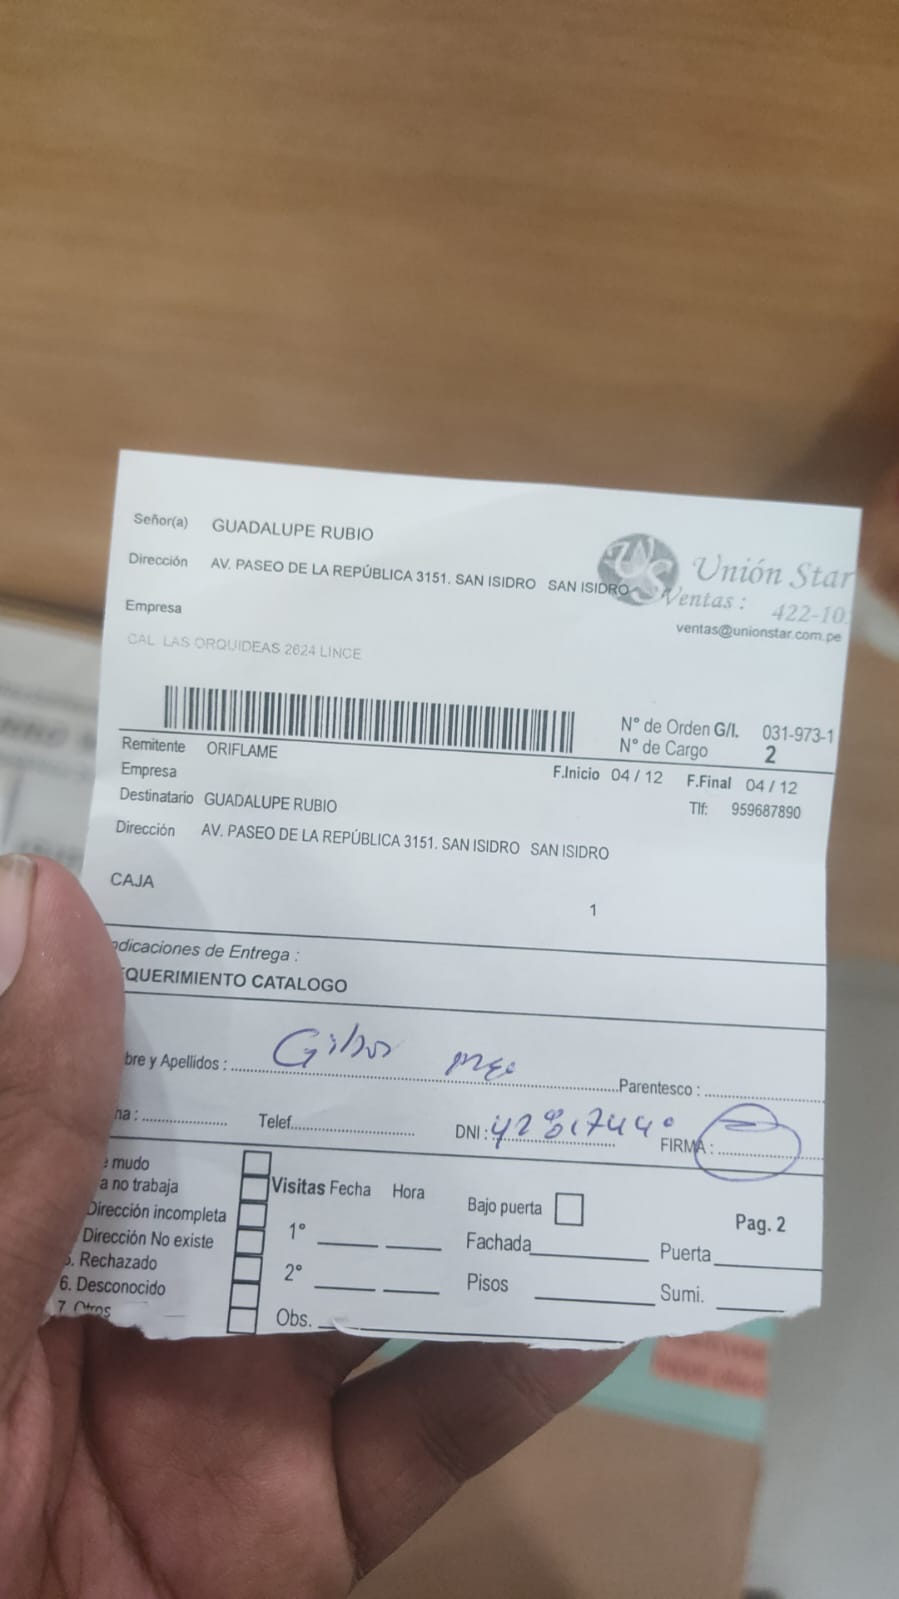 Señor(a) GUADALUPE RUBIO
Dirección AV. PASEO DE LA REPÚBLICA 3151. SAN ISIDRO SAN ISIDRO
Unión Star
Ventas : 422-10
ventas@unionstar.com.pe
Empresa
CAL LAS ORQUIDEAS 2624 LINCE
N° de Orden G/I. 031-973-1
N° de Cargo 2
Remitente ORIFLAME
Empresa
F.Inicio 04 / 12 F.Final 04 / 12
Destinatario GUADALUPE RUBIO
Tlf: 959687890
Dirección AV. PASEO DE LA REPÚBLICA 3151. SAN ISIDRO SAN ISIDRO
CAJA 1
ndicaciones de Entrega :
QUERIMIENTO CATALOGO
bre y Apellidos : Parentesco :
na : Telef. DNI : FIRMA :
mudo
a no trabaja
Dirección incompleta
Dirección No existe
5. Rechazado
6. Desconocido
7. Otros
Visitas Fecha Hora
1°
2°
Obs.
Bajo puerta
Fachada
Pisos
Pag. 2
Puerta
Sumi.